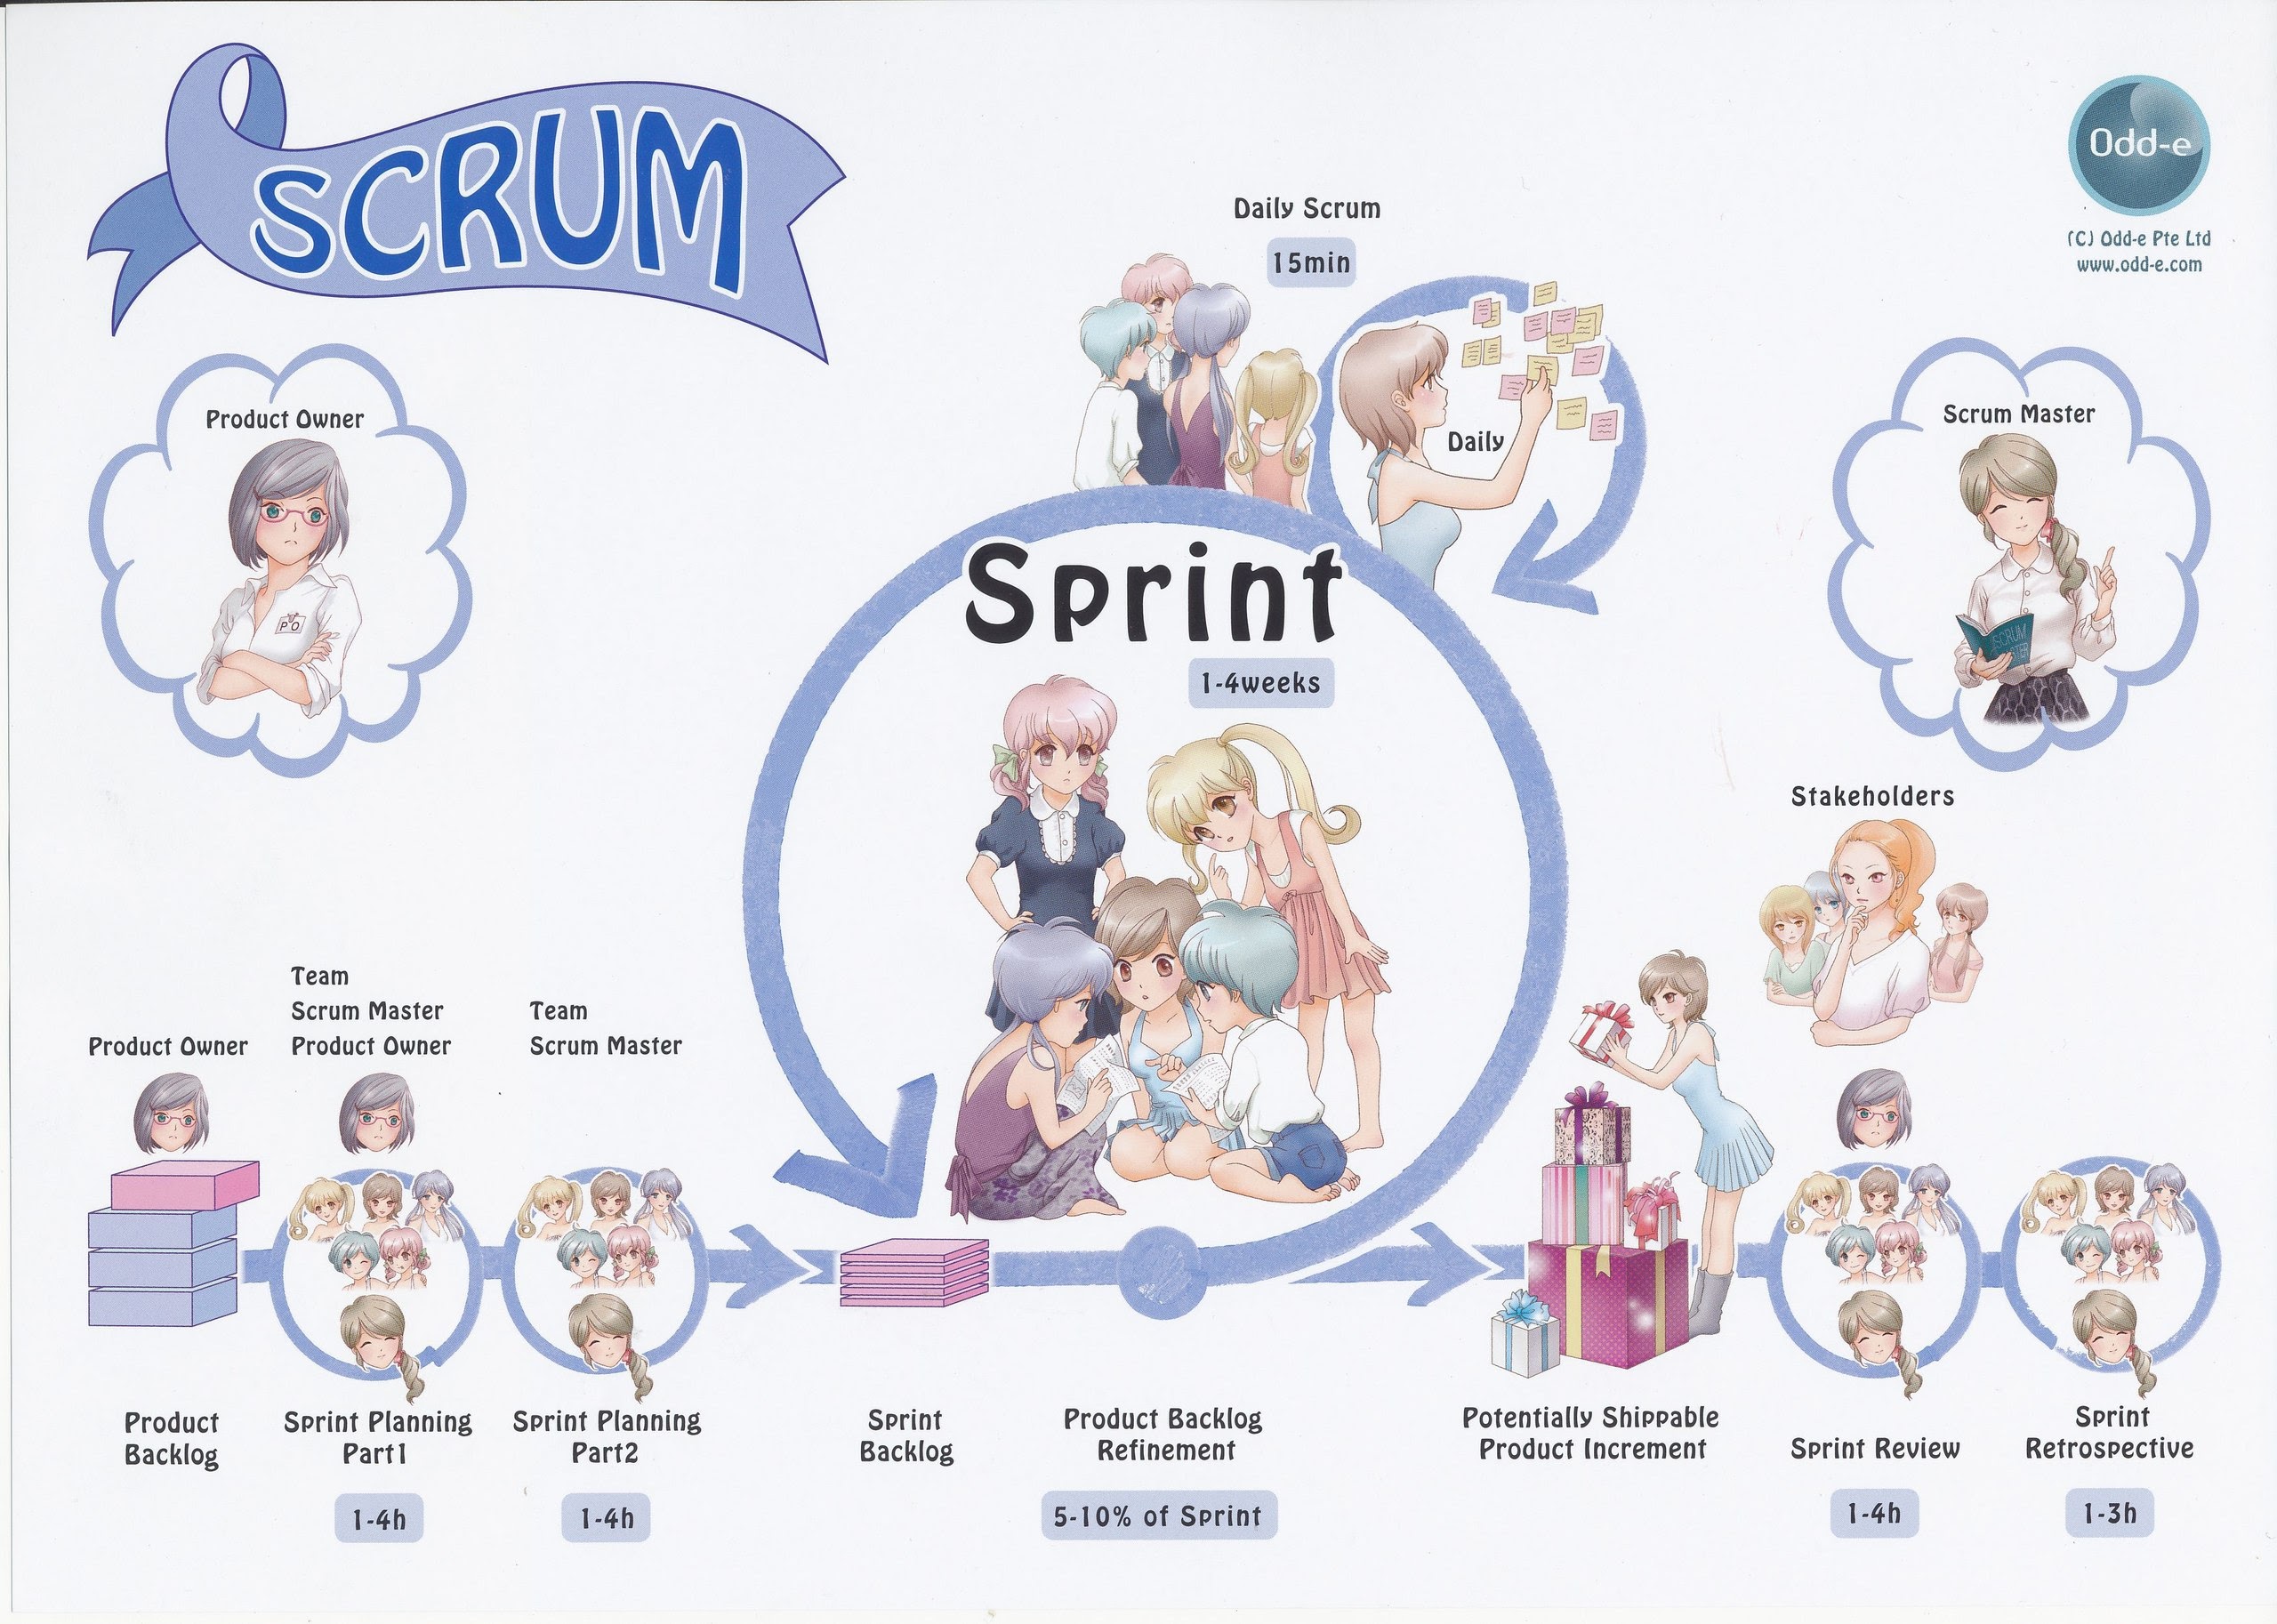 SCRUM
Odd-e
(C) Odd-e Pte Ltd
www.odd-e.com
Daily Scrum
15min
Daily
Product Owner
PO
Scrum Master
SCRUM
Sprint
1-4weeks
Stakeholders
Product Owner
Team
Scrum Master
Product Owner
Team
Scrum Master
Product
Backlog
Sprint Planning
Part1
1-4h
Sprint Planning
Part2
1-4h
Sprint
Backlog
Product Backlog
Refinement
5-10% of Sprint
Potentially Shippable
Product Increment
Sprint Review
1-4h
Sprint
Retrospective
1-3h